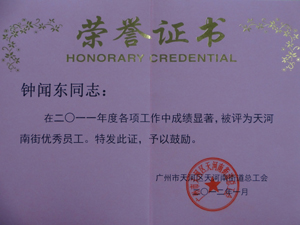 荣誉证书
HONORARY CREDENTIAL
钟闻东同志：
在二〇一一年度各项工作中成绩显著，被评为天河
南街优秀员工。特发此证，予以鼓励。
广州市天河区天河南街道总工会
二〇一二年一月